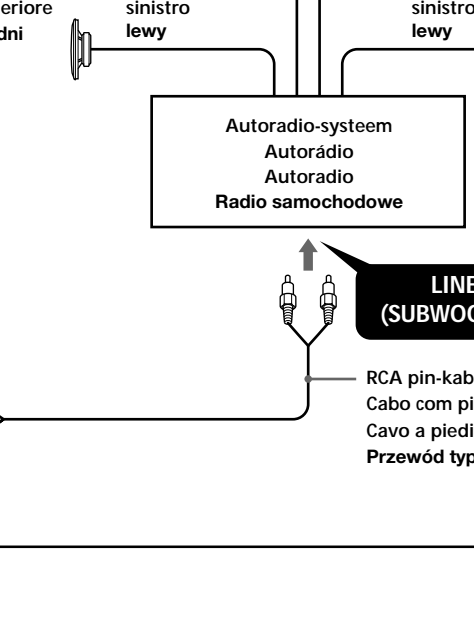 eriore
dni
sinistro
lewy
sinistro
lewy
Autoradio-systeem
Autorádio
Autoradio
Radio samochodowe
LINE
(SUBWOO
RCA pin-kab
Cabo com pi
Cavo a piedi
Przewód typ